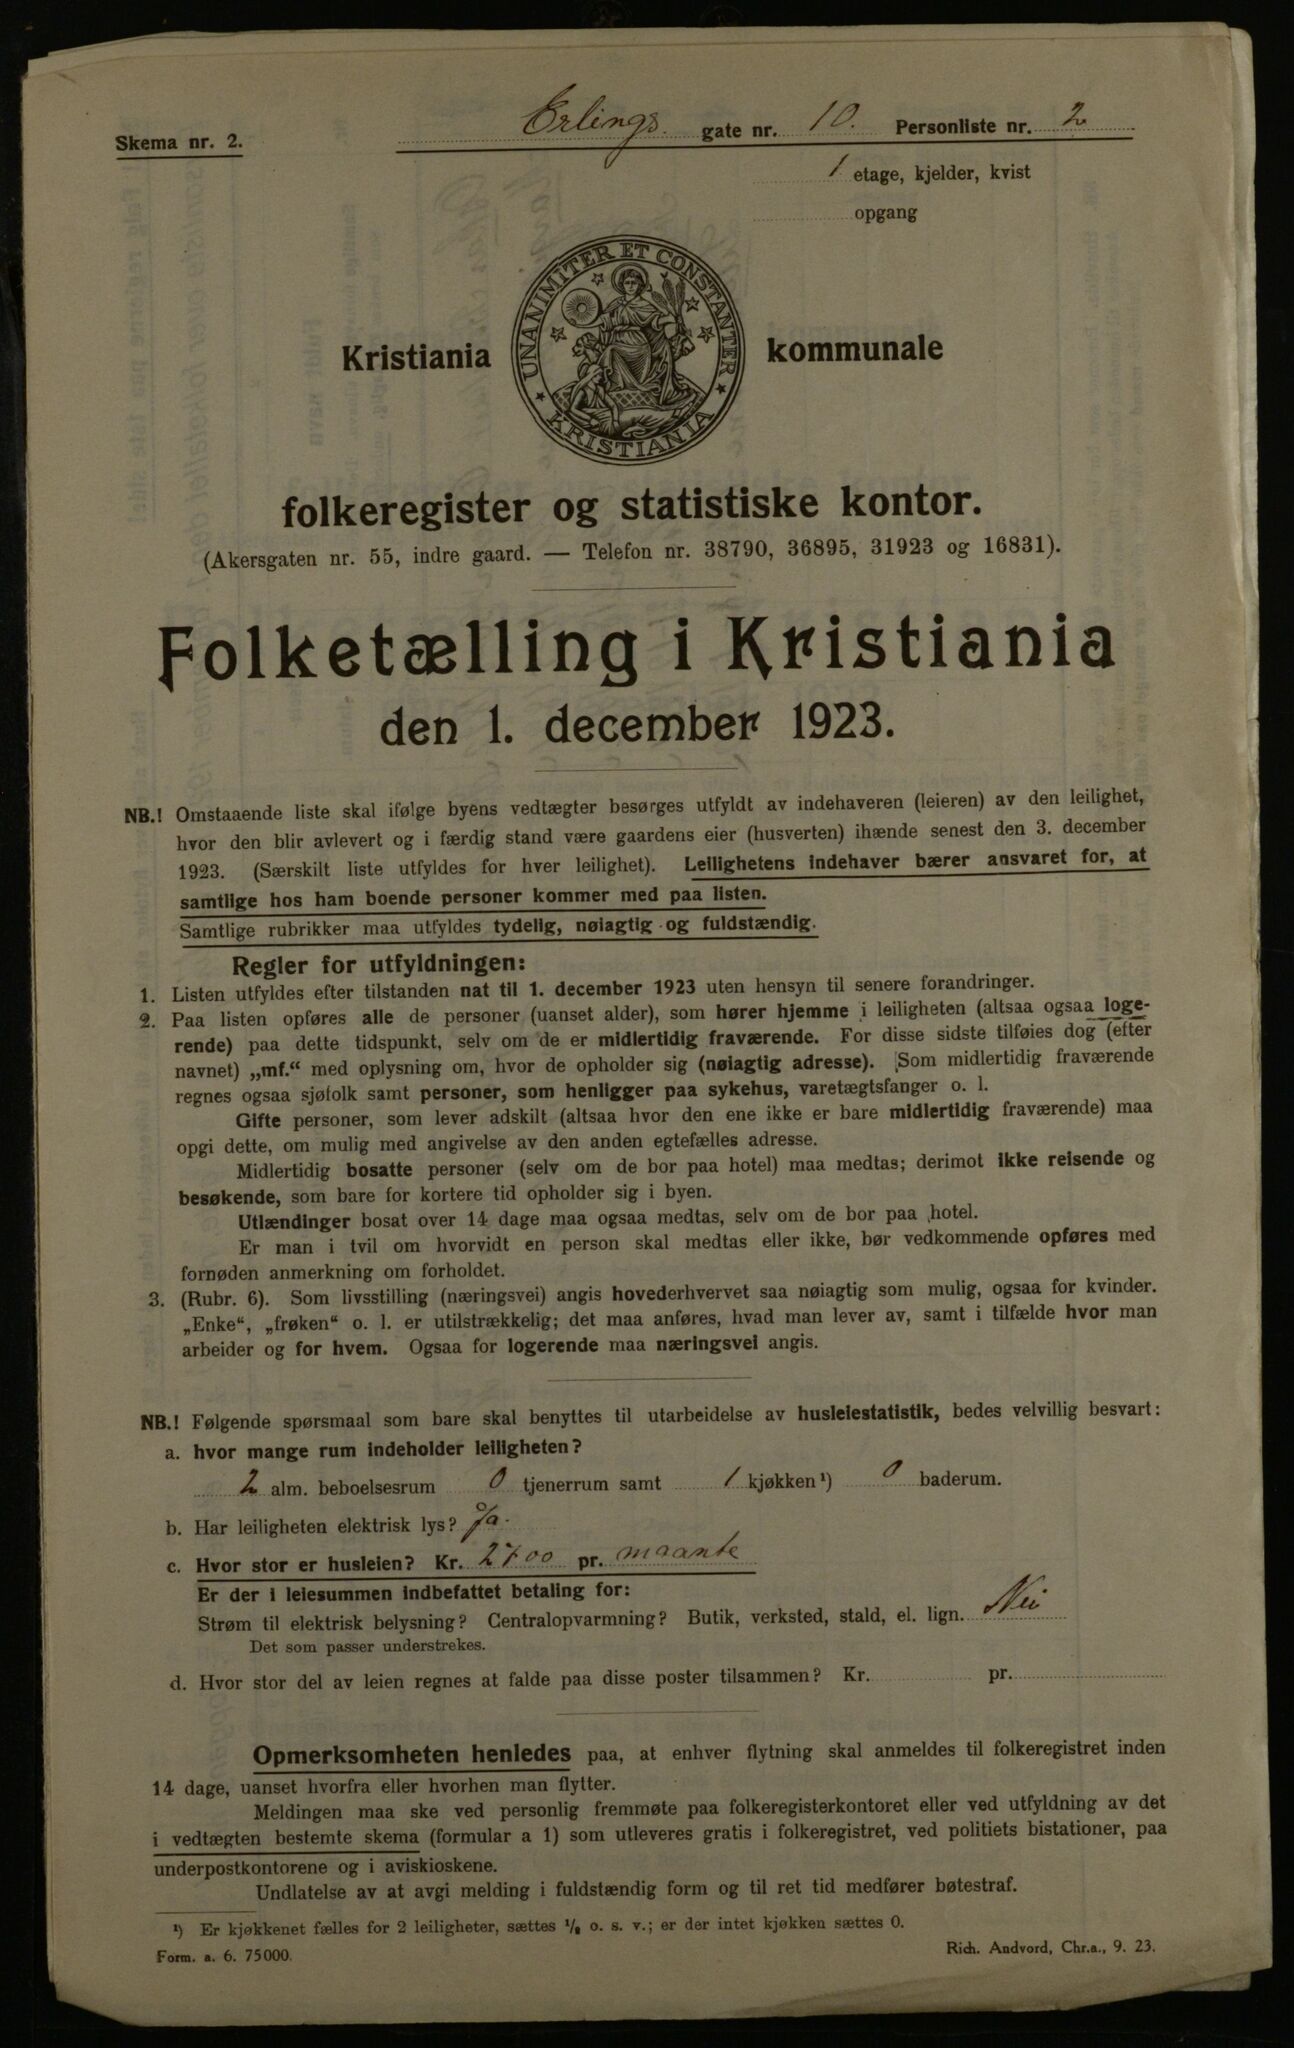 Skema nr. 2.
Erlings gate nr. 10. Personliste nr. 2
1 etage, kjelder, kvist
opgang
UNANIMITER ET CONSTANTER
KRISTIANIA
Kristiania kommunale
folkeregister og statistiske kontor.
(Akersgaten nr. 55, indre gaard. — Telefon nr. 38790, 36895, 31923 og 16831).
Folketælling i Kristiania
den 1. december 1923.
NB.! Omstaaende liste skal ifølge byens vedtægter besørges utfyldt av indehaveren (leieren) av den leilighet,
hvor den blir avlevert og i færdig stand være gaardens eier (husverten) ihænde senest den 3. december
1923. (Særskilt liste utfyldes for hver leilighet). Leilighetens indehaver bærer ansvaret for, at
samtlige hos ham boende personer kommer med paa listen.
Samtlige rubrikker maa utfyldes tydelig, nøiagtig og fuldstændig.
Regler for utfyldningen:
1. Listen utfyldes efter tilstanden nat til 1. december 1923 uten hensyn til senere forandringer.
2. Paa listen opføres alle de personer (uanset alder), som hører hjemme i leiligheten (altsaa ogsaa loge-
rende) paa dette tidspunkt, selv om de er midlertidig fraværende. For disse sidste tilføies dog (efter
navnet) „mf.“ med oplysning om, hvor de opholder sig (nøiagtig adresse). Som midlertidig fraværende
regnes ogsaa sjøfolk samt personer, som henligger paa sykehus, varetægtsfanger o. l.
Gifte personer, som lever adskilt (altsaa hvor den ene ikke er bare midlertidig fraværende) maa
opgi dette, om mulig med angivelse av den anden egtefælles adresse.
Midlertidig bosatte personer (selv om de bor paa hotel) maa medtas; derimot ikke reisende og
besøkende, som bare for kortere tid opholder sig i byen.
Utlændinger bosat over 14 dage maa ogsaa medtas, selv om de bor paa hotel.
Er man i tvil om hvorvidt en person skal medtas eller ikke, bør vedkommende opføres med
fornøden anmerkning om forholdet.
3. (Rubr. 6). Som livsstilling (næringsvei) angis hovederhvervet saa nøiagtig som mulig, ogsaa for kvinder.
„Enke“, „frøken“ o. l. er utilstrækkelig; det maa anføres, hvad man lever av, samt i tilfælde hvor man
arbeider og for hvem. Ogsaa for logerende maa næringsvei angis.
NB.! Følgende spørsmaal som bare skal benyttes til utarbeidelse av husleiestatistik, bedes velvillig besvart:
a. hvor mange rum indeholder leiligheten?
2 alm. beboelsesrum 0 tjenerrum samt 1 kjøkken ¹) 0 baderum.
b. Har leiligheten elektrisk lys? Ja.
c. Hvor stor er husleien? Kr. pr. maante
Er der i leiesummen indbefattet betaling for:
Strøm til elektrisk belysning? Centralopvarmning? Butik, verksted, stald, el. lign. Nei
Det som passer understrekes.
d. Hvor stor del av leien regnes at falde paa disse poster tilsammen? Kr. pr.
Opmerksomheten henledes paa, at enhver flytning skal anmeldes til folkeregistret inden
14 dage, uanset hvorfra eller hvorhen man flytter.
Meldingen maa ske ved personlig fremmøte paa folkeregisterkontoret eller ved utfyldning av det
i vedtægten bestemte skema (formular a 1) som utleveres gratis i folkeregistret, ved politiets bistationer, paa
underpostkontorene og i aviskioskene.
Undlatelse av at avgi melding i fuldstændig form og til ret tid medfører bøtestraf.
¹) Er kjøkkenet fælles for 2 leiligheter, sættes ½ o. s. v.; er der intet kjøkken sættes 0.
Form. a. 6. 75000.
Rich. Andvord, Chr.a., 9. 23.